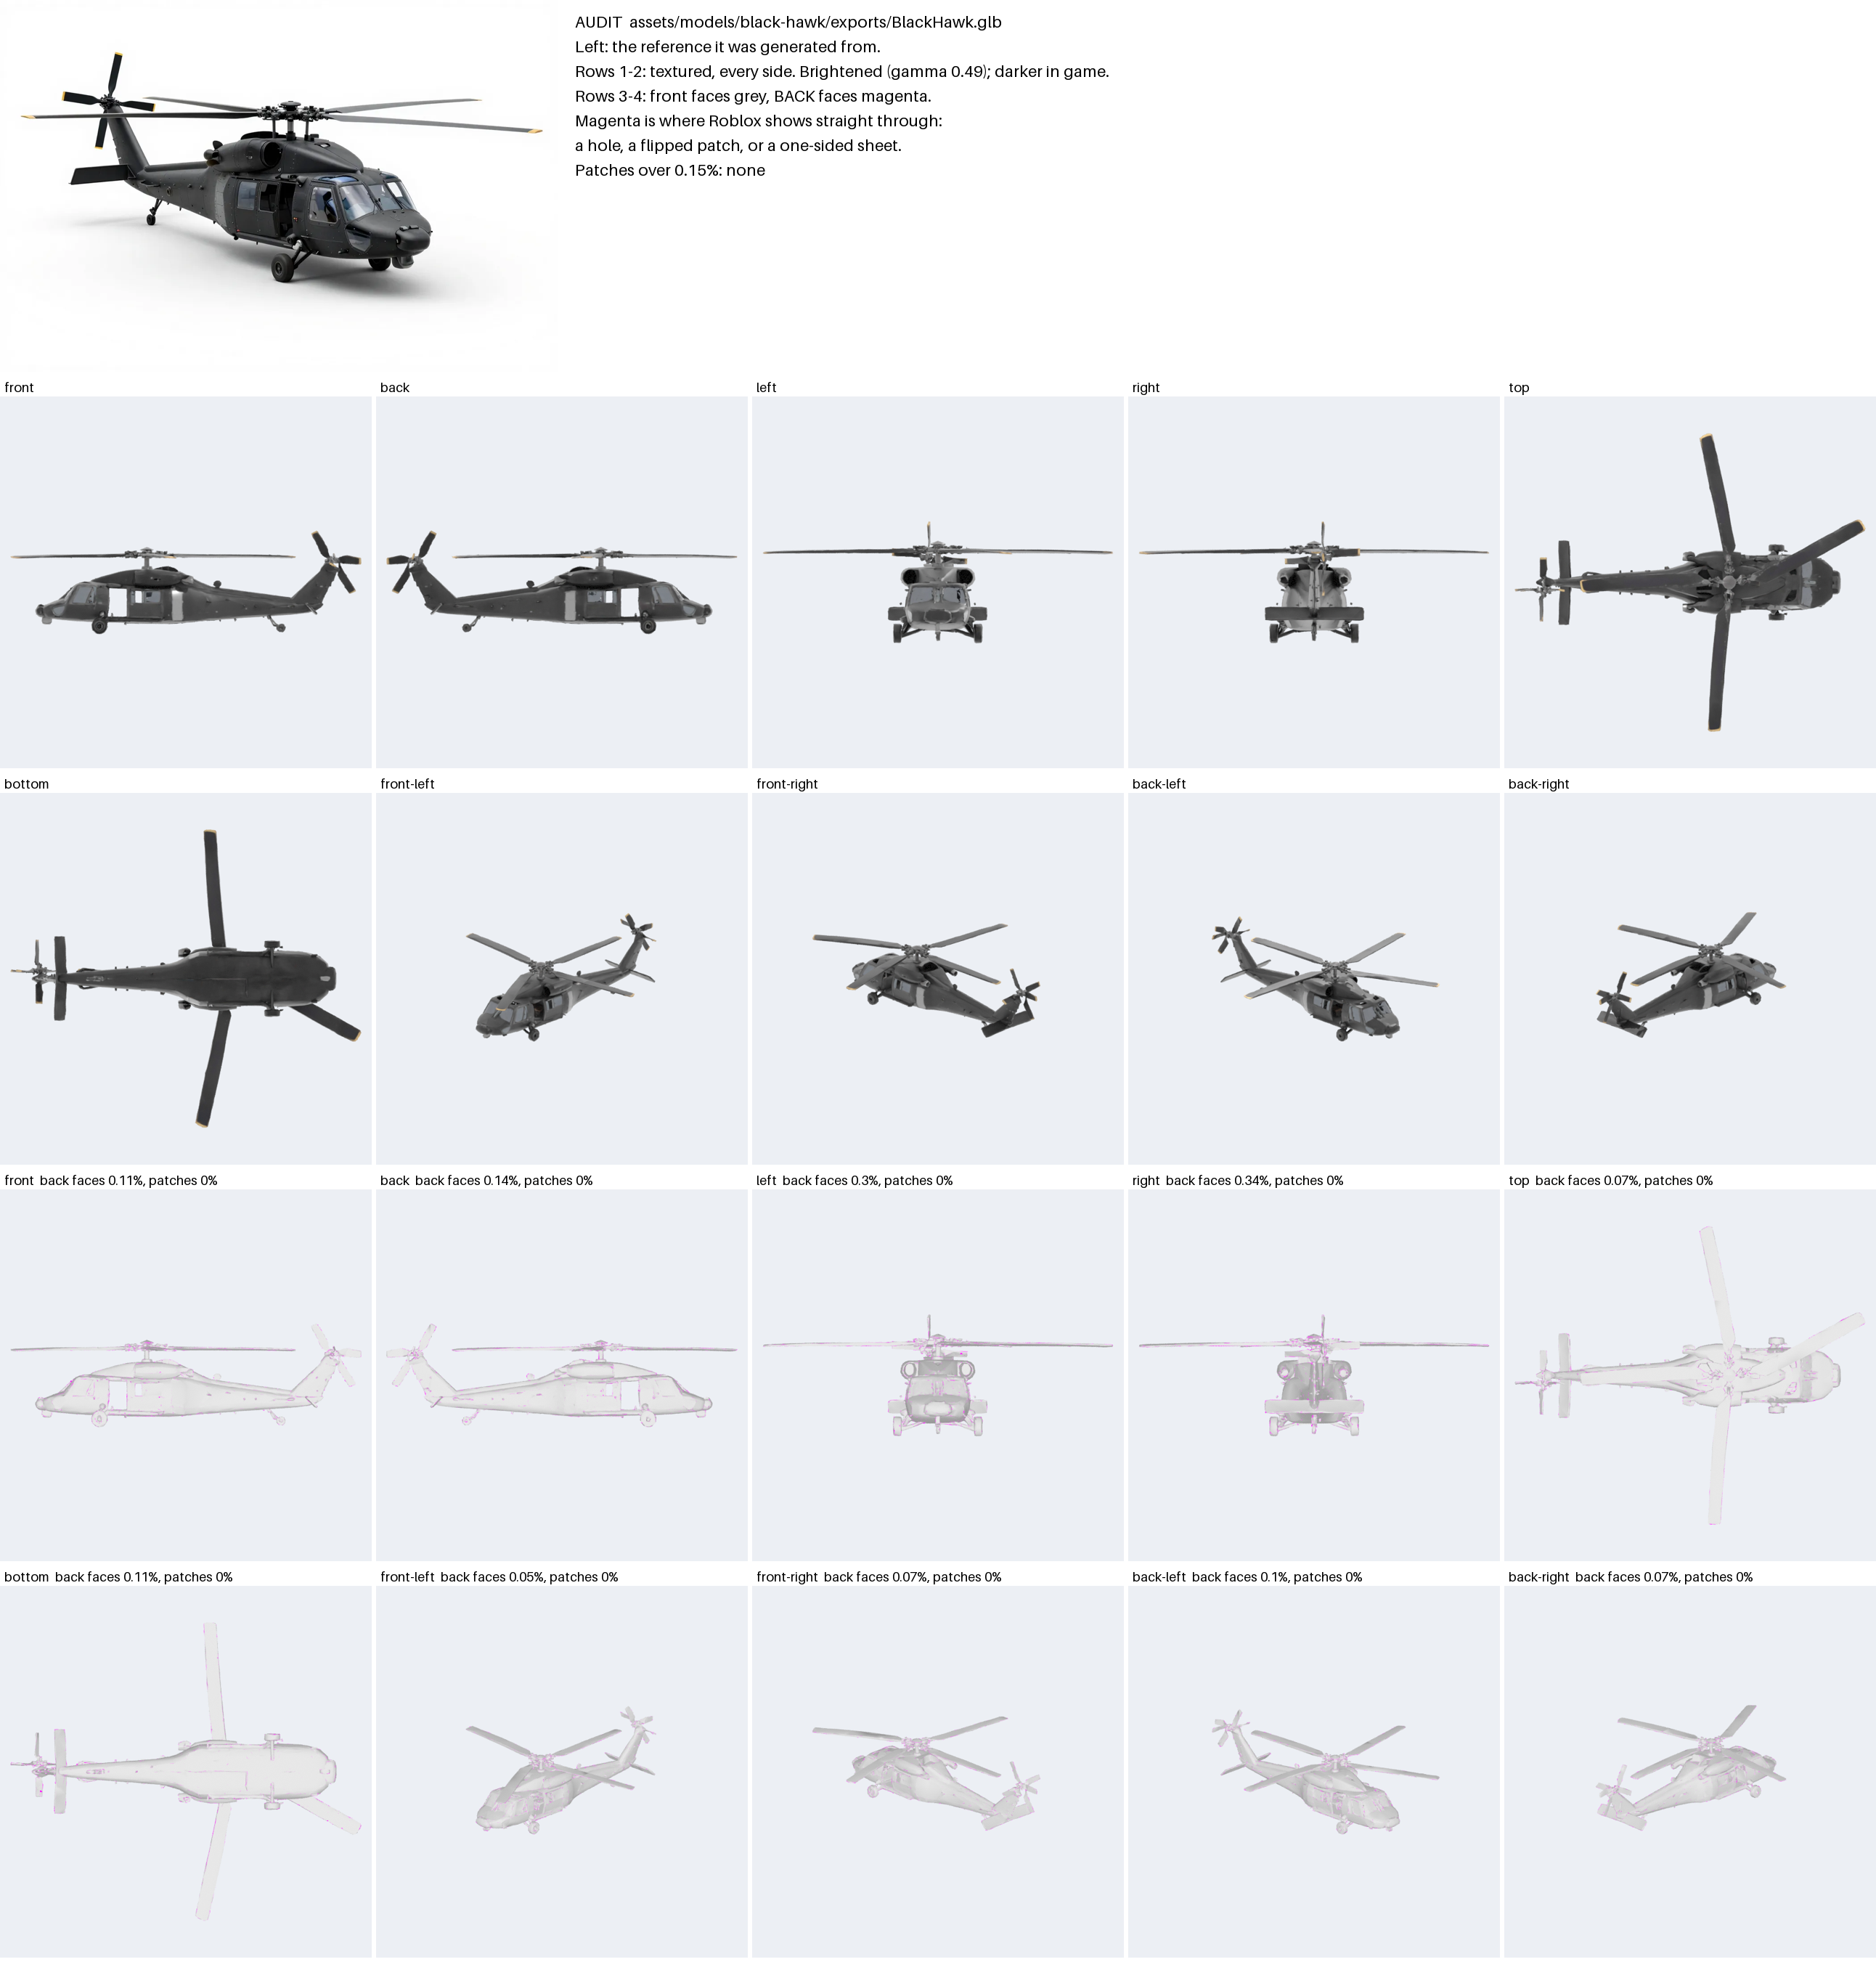 AUDIT assets/models/black-hawk/exports/BlackHawk.glb
Left: the reference it was generated from.
Rows 1-2: textured, every side. Brightened (gamma 0.49); darker in game.
Rows 3-4: front faces grey, BACK faces magenta.
Magenta is where Roblox shows straight through:
a hole, a flipped patch, or a one-sided sheet.
Patches over 0.15%: none
front
back
left
right
top
bottom
front-left
front-right
back-left
back-right
front back faces 0.11%, patches 0%
back back faces 0.14%, patches 0%
left back faces 0.3%, patches 0%
right back faces 0.34%, patches 0%
top back faces 0.07%, patches 0%
bottom back faces 0.11%, patches 0%
front-left back faces 0.05%, patches 0%
front-right back faces 0.07%, patches 0%
back-left back faces 0.1%, patches 0%
back-right back faces 0.07%, patches 0%